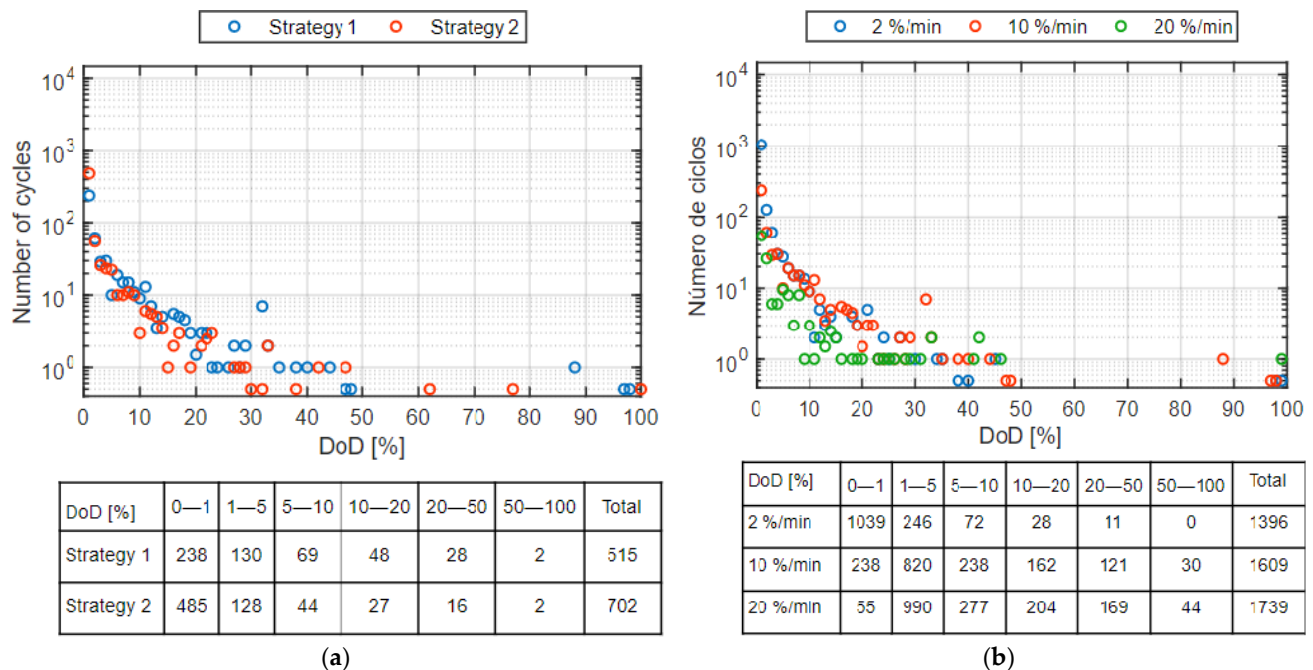 Strategy 1 Strategy 2
10^4
10^3
10^2
10^1
10^0
Number of cycles
0 10 20 30 40 50 60 70 80 90 100
DoD [%]
DoD [%] 0—1 1—5 5—10 10—20 20—50 50—100 Total
Strategy 1 238 130 69 48 28 2 515
Strategy 2 485 128 44 27 16 2 702
(a)
2 %/min 10 %/min 20 %/min
10^4
10^3
10^2
10^1
10^0
Número de ciclos
0 10 20 30 40 50 60 70 80 90 100
DoD [%]
DoD [%] 0—1 1—5 5—10 10—20 20—50 50—100 Total
2 %/min 1039 246 72 28 11 0 1396
10 %/min 238 820 238 162 121 30 1609
20 %/min 55 990 277 204 169 44 1739
(b)